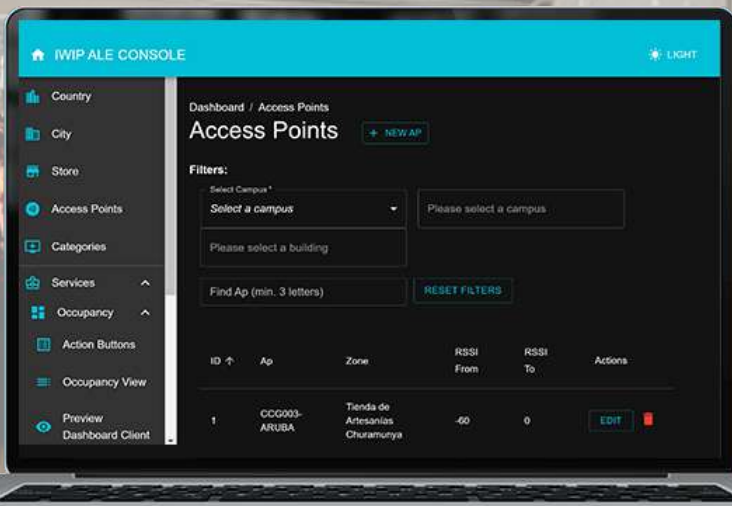 IWIP ALE CONSOLE
LIGHT
Country
City
Store
Access Points
Categories
Services
Occupancy
Action Buttons
Occupancy View
Preview
Dashboard Client
Dashboard / Access Points
Access Points
+ NEW AP
Filters:
Select Campus *
Select a campus
Please select a campus
Please select a building
Find Ap (min. 3 letters)
RESET FILTERS
ID ↑ Ap Zone RSSI From RSSI To Actions
1 CCG003-ARUBA Tienda de Artesanías Churamunya -60 0 EDIT